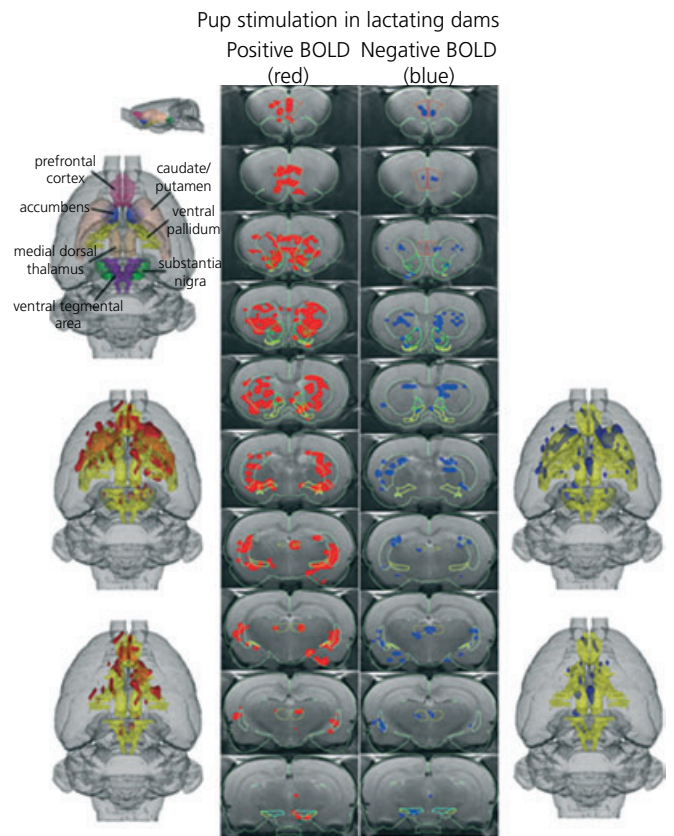 Pup stimulation in lactating dams
Positive BOLD
(red)
Negative BOLD
(blue)
prefrontal
cortex
caudate/
putamen
accumbens
ventral
pallidum
medial dorsal
thalamus
substantia
nigra
ventral tegmental
area